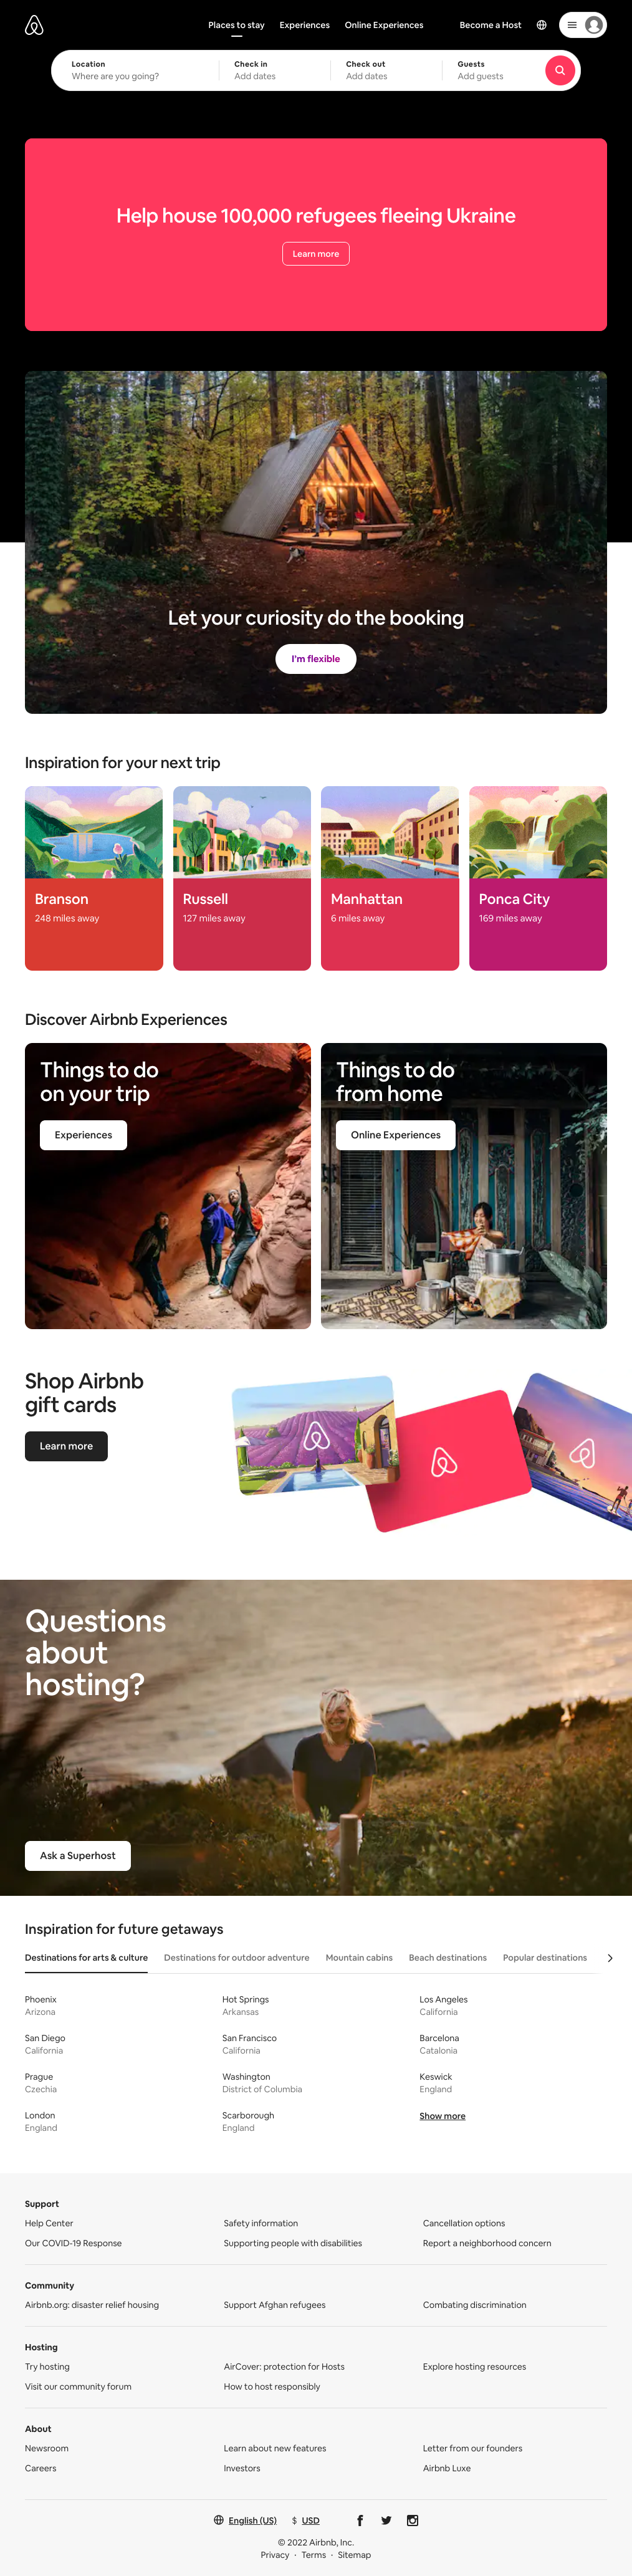 Places to stay
Experiences
Online Experiences
Become a Host
Location
Where are you going?
Check in
Add dates
Check out
Add dates
Guests
Add guests
Help house 100,000 refugees fleeing Ukraine
Learn more
Let your curiosity do the booking
I'm flexible
Inspiration for your next trip
Branson
248 miles away
Russell
127 miles away
Manhattan
6 miles away
Ponca City
169 miles away
Discover Airbnb Experiences
Things to do
on your trip
Experiences
Things to do
from home
Online Experiences
Shop Airbnb
gift cards
Learn more
Questions
about
hosting?
Ask a Superhost
Inspiration for future getaways
Destinations for arts & culture
Destinations for outdoor adventure
Mountain cabins
Beach destinations
Popular destinations
Phoenix
Arizona
Hot Springs
Arkansas
Los Angeles
California
San Diego
California
San Francisco
California
Barcelona
Catalonia
Prague
Czechia
Washington
District of Columbia
Keswick
England
London
England
Scarborough
England
Show more
Support
Help Center
Safety information
Cancellation options
Our COVID-19 Response
Supporting people with disabilities
Report a neighborhood concern
Community
Airbnb.org: disaster relief housing
Support Afghan refugees
Combating discrimination
Hosting
Try hosting
AirCover: protection for Hosts
Explore hosting resources
Visit our community forum
How to host responsibly
About
Newsroom
Learn about new features
Letter from our founders
Careers
Investors
Airbnb Luxe
English (US)
$ USD
© 2022 Airbnb, Inc.
Privacy · Terms · Sitemap